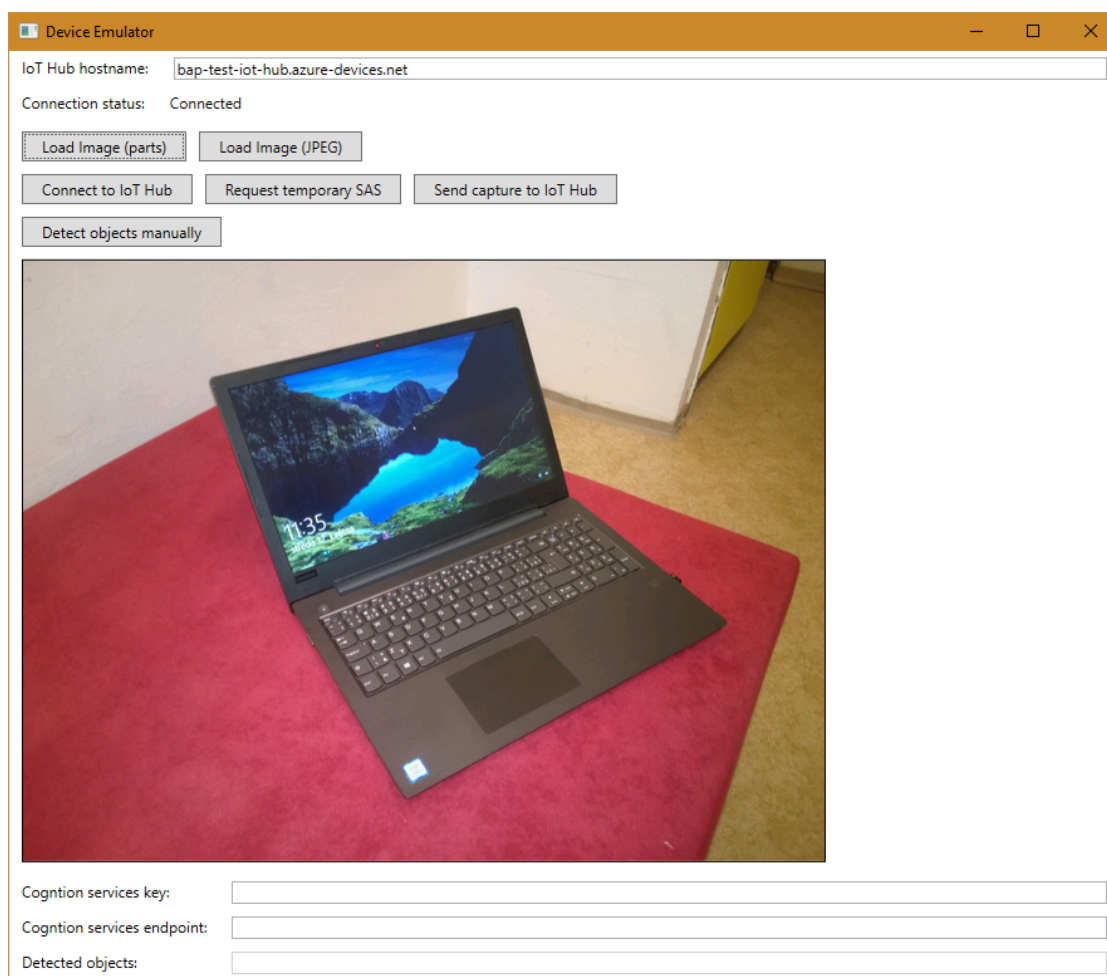 Device Emulator
IoT Hub hostname: bap-test-iot-hub.azure-devices.net
Connection status: Connected
Load Image (parts) Load Image (JPEG)
Connect to IoT Hub Request temporary SAS Send capture to IoT Hub
Detect objects manually
11:35
Cogntion services key:
Cogntion services endpoint:
Detected objects: